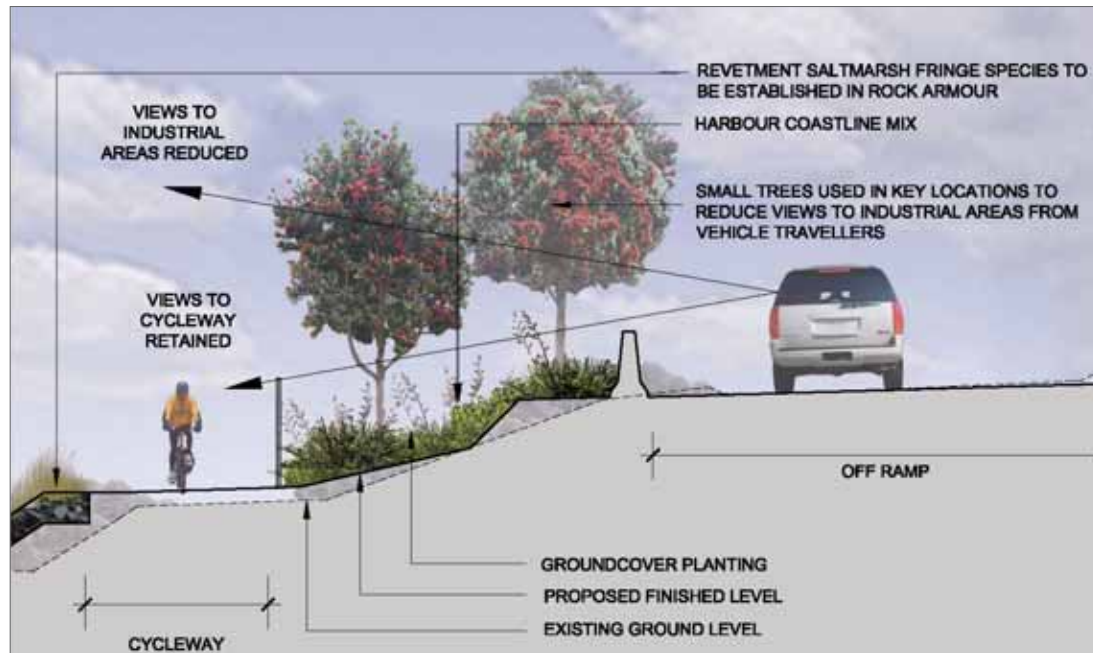 REVETMENT SALTMARSH FRINGE SPECIES TO
BE ESTABLISHED IN ROCK ARMOUR
VIEWS TO
INDUSTRIAL
AREAS REDUCED
HARBOUR COASTLINE MIX
SMALL TREES USED IN KEY LOCATIONS TO
REDUCE VIEWS TO INDUSTRIAL AREAS FROM
VEHICLE TRAVELLERS
VIEWS TO
CYCLEWAY
RETAINED
OFF RAMP
GROUNDCOVER PLANTING
PROPOSED FINISHED LEVEL
EXISTING GROUND LEVEL
CYCLEWAY